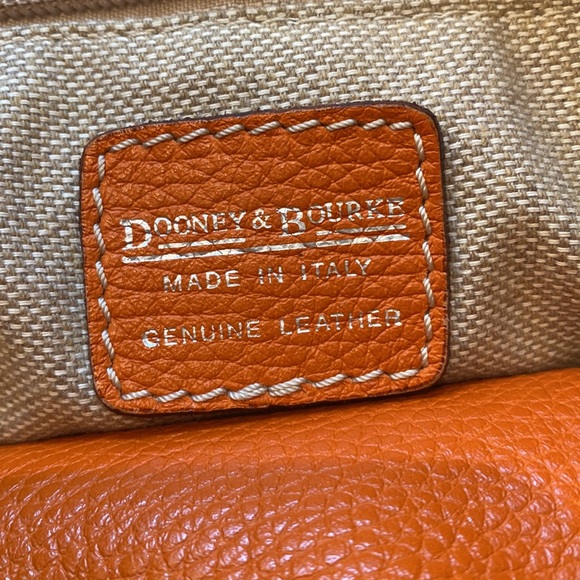 DOONEY & BOURKE
MADE IN ITALY
GENUINE LEATHER